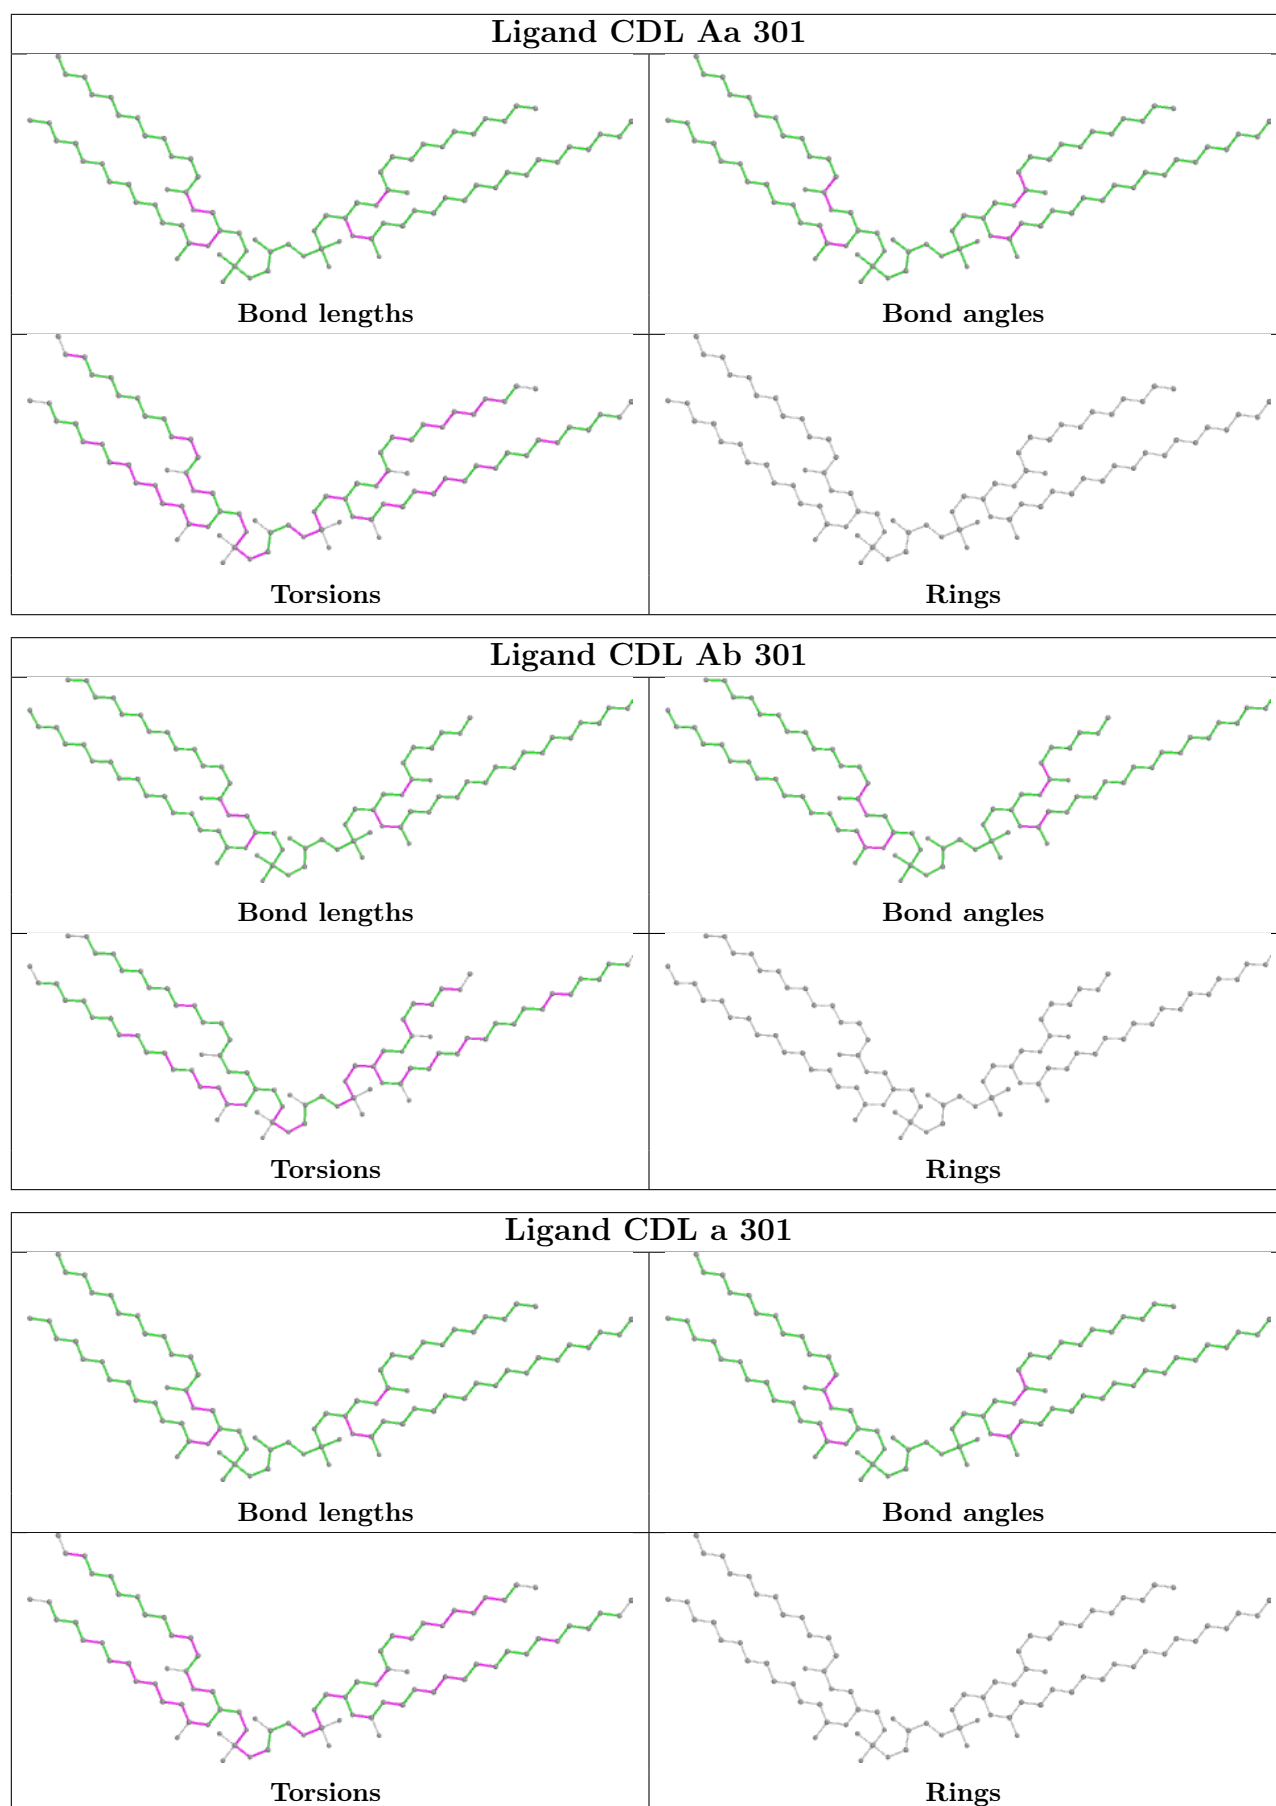 Ligand CDL Aa 301
Bond lengths
Bond angles
Torsions
Rings
Ligand CDL Ab 301
Bond lengths
Bond angles
Torsions
Rings
Ligand CDL a 301
Bond lengths
Bond angles
Torsions
Rings